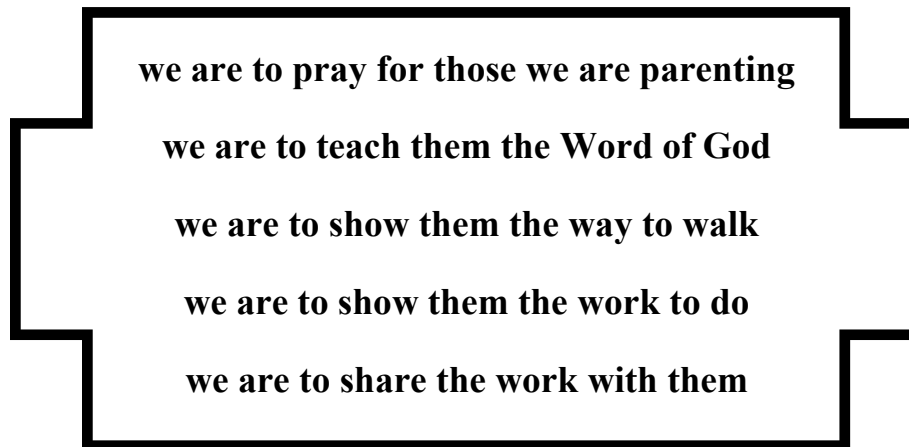 we are to pray for those we are parenting
we are to teach them the Word of God
we are to show them the way to walk
we are to show them the work to do
we are to share the work with them